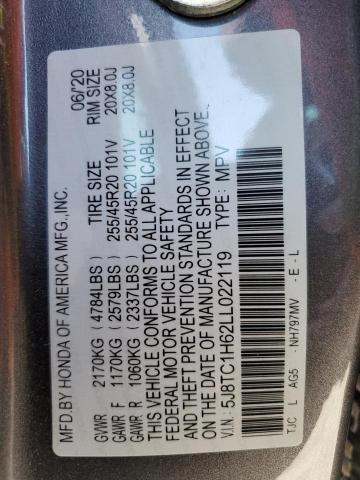 MFD.BY HONDA OF AMERICA MFG.,INC. 06/'20
TIRE SIZE RIM SIZE
GVWR 2170KG (4784LBS)
GAWR F 1170KG (2579LBS) 255/45R20 101V 20X8.0J
GAWR R 1060KG (2337LBS) 255/45R20 101V 20X8.0J
THIS VEHICLE CONFORMS TO ALL APPLICABLE
FEDERAL MOTOR VEHICLE SAFETY
AND THEFT PREVENTION STANDARDS IN EFFECT
ON THE DATE OF MANUFACTURE SHOWN ABOVE.
V.I.N.: 5J8TC1H62LL022119 TYPE: MPV
TJC L AG5 NH797MV - E - L